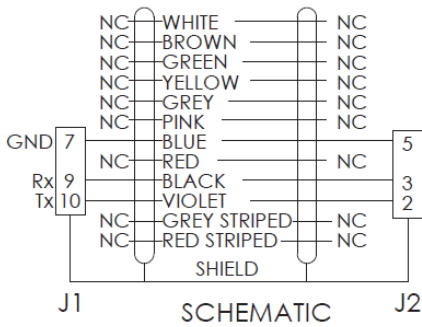 NC WHITE NC
NC BROWN NC
NC GREEN NC
NC YELLOW NC
NC GREY NC
NC PINK NC
GND 7 BLUE 5
NC RED NC
Rx 9 BLACK 3
Tx 10 VIOLET 2
NC GREY STRIPED NC
NC RED STRIPED NC
SHIELD
J1 SCHEMATIC J2